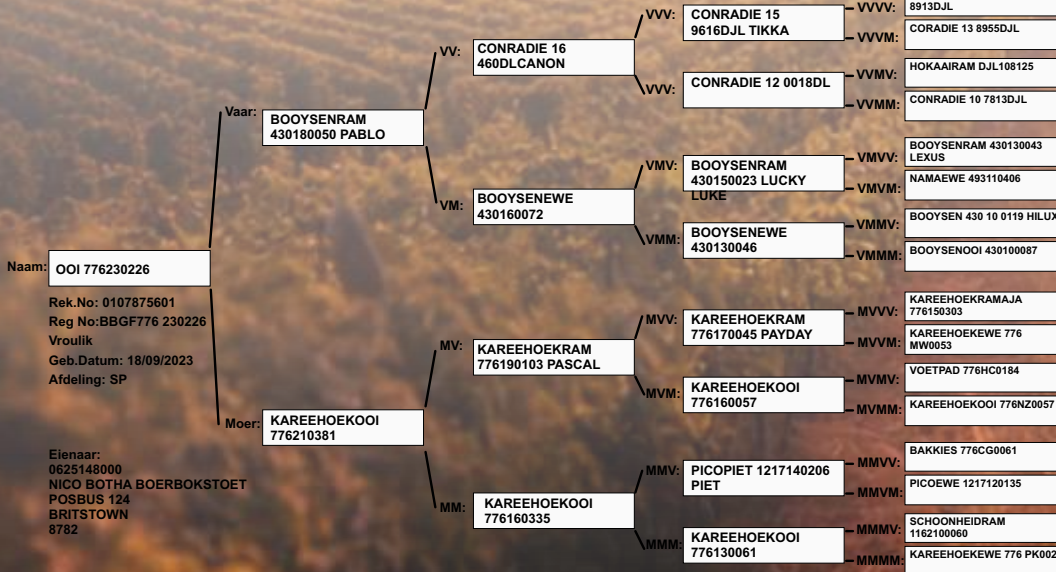 Naam:
OOI 776230226
Rek.No: 0107875601
Reg No:BBGF776 230226
Vroulik
Geb.Datum: 18/09/2023
Afdeling: SP
Eienaar:
0625148000
NICO BOTHA BOERBOKSTOET
POSBUS 124
BRITSTOWN
8782
Vaar:
BOOYSENRAM
430180050 PABLO
Moer:
KAREEHOEKOOI
776210381
VV:
CONRADIE 16
460DLCANON
VM:
BOOYSENEWE
430160072
MV:
KAREEHOEKRAM
776190103 PASCAL
MM:
KAREEHOEKOOI
776160335
VVV:
CONRADIE 15
9616DJL TIKKA
VVV:
CONRADIE 12 0018DL
VMV:
BOOYSENRAM
430150023 LUCKY
LUKE
VMM:
BOOYSENEWE
430130046
MVV:
KAREEHOEKRAM
776170045 PAYDAY
MVM:
KAREEHOEKOOI
776160057
MMV:
PICOPIET 1217140206
PIET
MMM:
KAREEHOEKOOI
776130061
VVVV:
8913DJL
VVVM:
CORADIE 13 8955DJL
VVMV:
HOKAAIRAM DJL108125
VVMM:
CONRADIE 10 7813DJL
VMVV:
BOOYSENRAM 430130043
LEXUS
VMVM:
NAMAEWE 493110406
VMMV:
BOOYSEN 430 10 0119 HILUX
VMMM:
BOOYSENOOI 430100087
MVVV:
KAREEHOEKRAMAJA
776150303
MVVM:
KAREEHOEKEWE 776
MW0053
MVMV:
VOETPAD 776HC0184
MVMM:
KAREEHOEKOOI 776NZ0057
MMVV:
BAKKIES 776CG0061
MMVM:
PICOEWE 1217120135
MMMV:
SCHOONHEIDRAM
1162100060
MMMM:
KAREEHOEKEWE 776 PK002